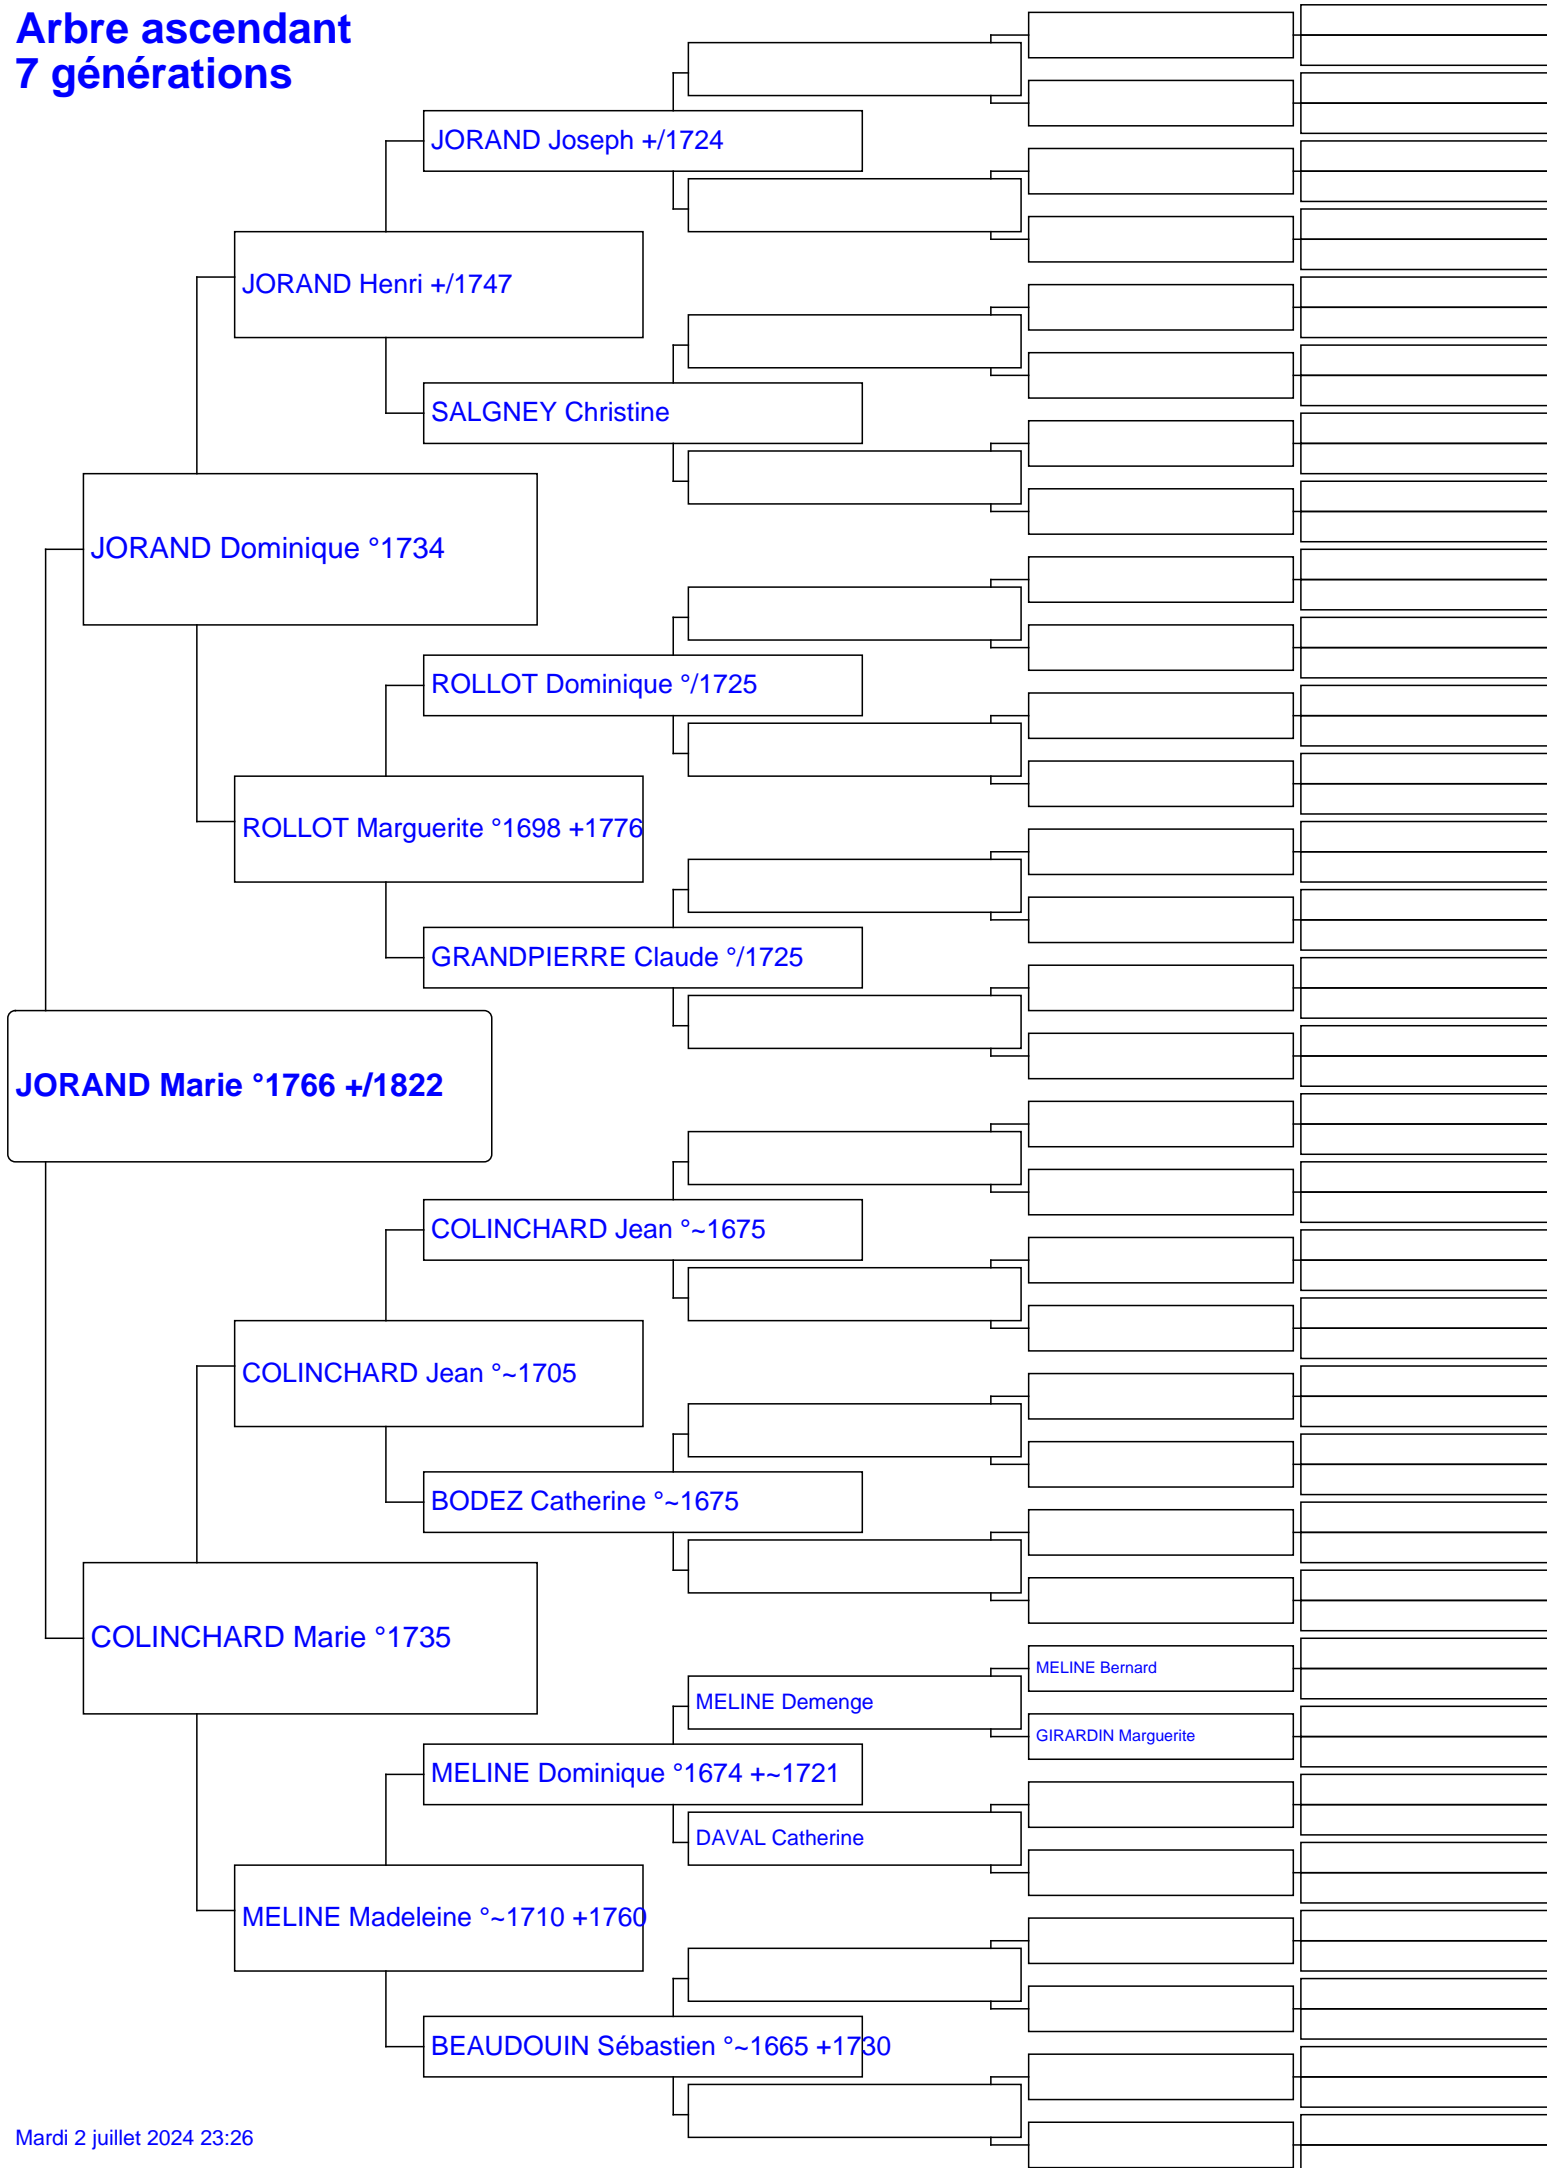 Arbre ascendant
7 générations
JORAND Joseph +/1724
JORAND Henri +/1747
SALGNEY Christine
JORAND Dominique °1734
ROLLOT Dominique °/1725
ROLLOT Marguerite °1698 +1776
GRANDPIERRE Claude °/1725
JORAND Marie °1766 +/1822
COLINCHARD Jean °~1675
COLINCHARD Jean °~1705
BODEZ Catherine °~1675
COLINCHARD Marie °1735
MELINE Bernard
MELINE Demenge
GIRARDIN Marguerite
MELINE Dominique °1674 +~1721
DAVAL Catherine
MELINE Madeleine °~1710 +1760
BEAUDOUIN Sébastien °~1665 +1730
Mardi 2 juillet 2024 23:26